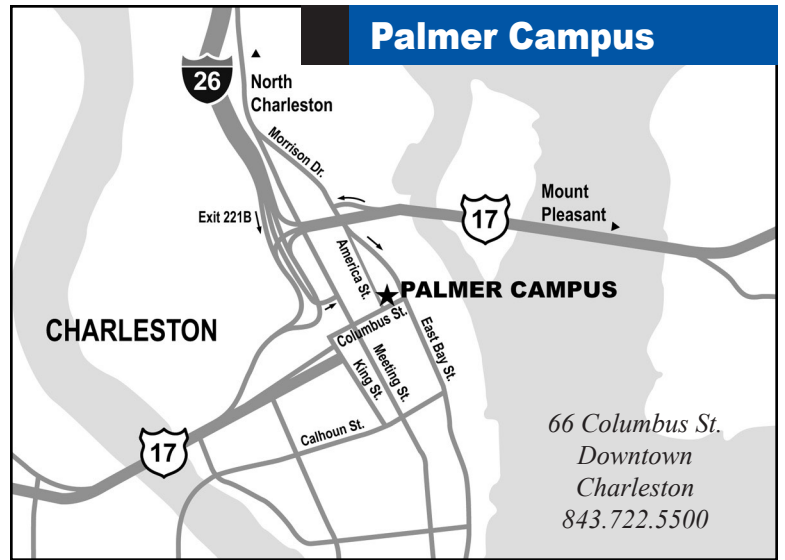 Palmer Campus
26
North
Charleston
Morrison Dr.
Mount
Pleasant
17
Exit 221B
America St.
PALMER CAMPUS
CHARLESTON
Columbus St.
East Bay St.
Meeting St.
King St.
Calhoun St.
17
66 Columbus St.
Downtown
Charleston
843.722.5500